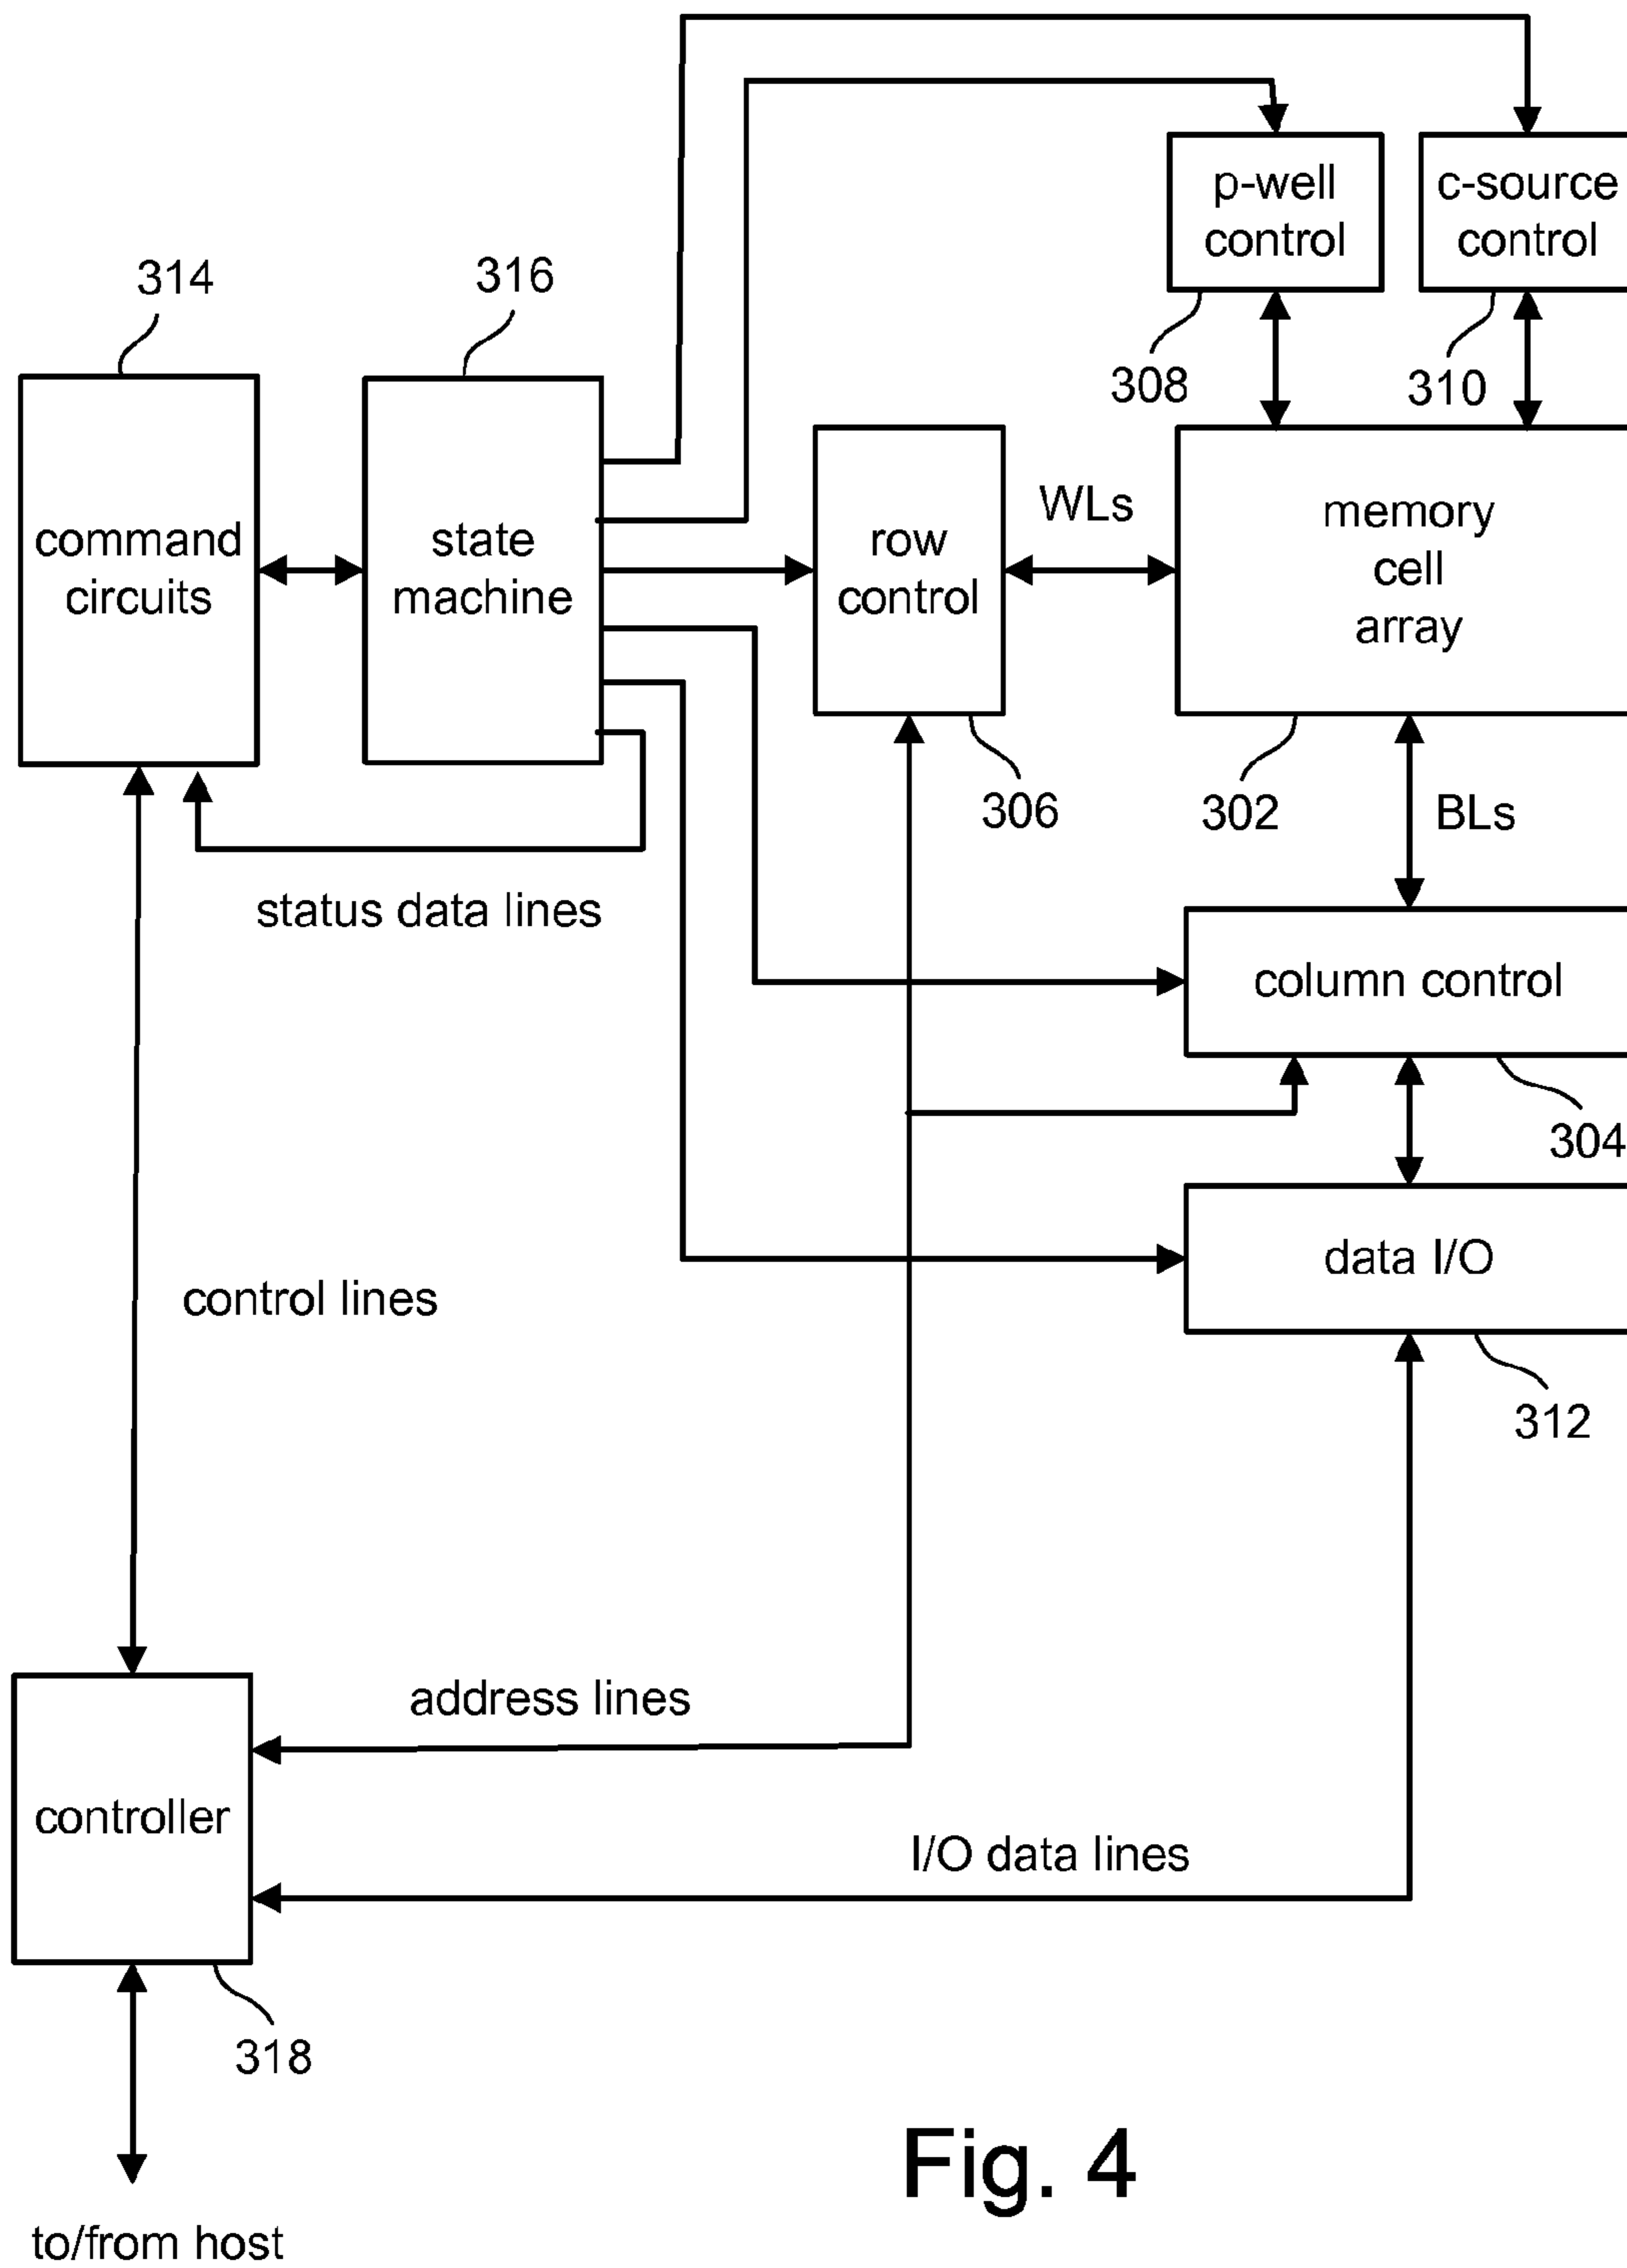 p-well
control
c-source
control
314
316
308
310
command
circuits
state
machine
row
control
WLs
memory
cell
array
306
302
BLs
status data lines
column control
304
data I/O
control lines
312
address lines
controller
I/O data lines
318
Fig. 4
to/from host